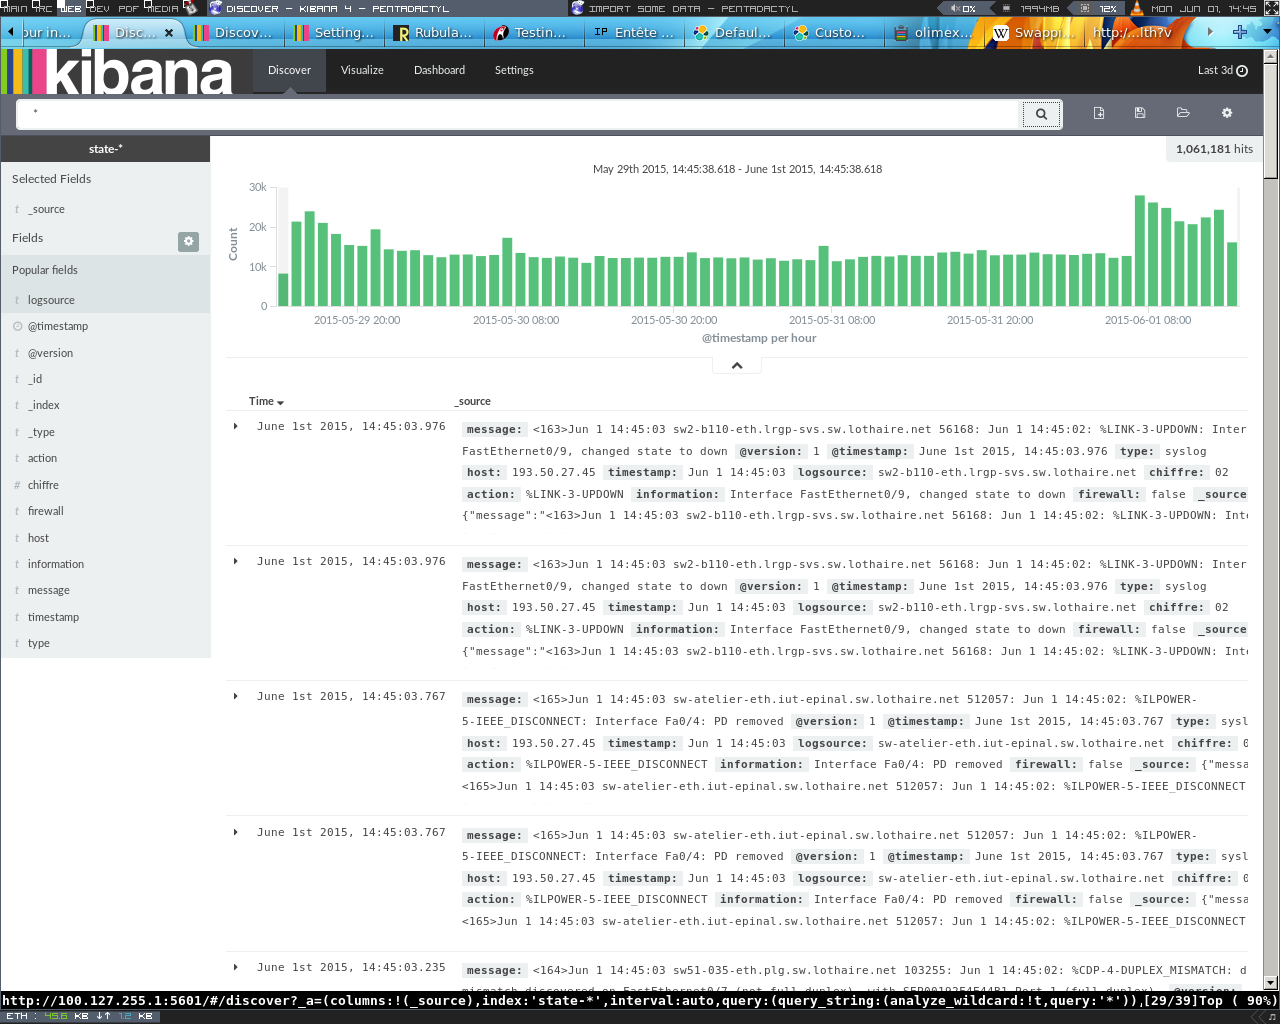 MAIN IRC WEB DEV PDF MEDIA DISCOVER - KIBANA 4 - PENTADACTYL IMPORT SOME DATA - PENTADACTYL 0% 1994MB 12% MON JUN 01, 14:45
our in... Disc... Discov... Setting... Rubula... Testin... IP Entête ... Defaul... Custo... olimex... W Swappi... http:/...lth?v
kibana Discover Visualize Dashboard Settings Last 3d
*
state-*
1,061,181 hits
Selected Fields
t _source
Fields
Popular fields
t logsource
@timestamp
t @version
t _id
t _index
t _type
t action
# chiffre
t firewall
t host
t information
t message
t timestamp
t type
May 29th 2015, 14:45:38.618 - June 1st 2015, 14:45:38.618
Count
30k
20k
10k
0
2015-05-29 20:00 2015-05-30 08:00 2015-05-30 20:00 2015-05-31 08:00 2015-05-31 20:00 2015-06-01 08:00
@timestamp per hour
Time _source
June 1st 2015, 14:45:03.976 message: <163>Jun 1 14:45:03 sw2-b110-eth.lrgp-svs.sw.lothaire.net 56168: Jun 1 14:45:02: %LINK-3-UPDOWN: Inter
FastEthernet0/9, changed state to down @version: 1 @timestamp: June 1st 2015, 14:45:03.976 type: syslog
host: 193.50.27.45 timestamp: Jun 1 14:45:03 logsource: sw2-b110-eth.lrgp-svs.sw.lothaire.net chiffre: 02
action: %LINK-3-UPDOWN information: Interface FastEthernet0/9, changed state to down firewall: false _source
{"message":"<163>Jun 1 14:45:03 sw2-b110-eth.lrgp-svs.sw.lothaire.net 56168: Jun 1 14:45:02: %LINK-3-UPDOWN: Inte
June 1st 2015, 14:45:03.976 message: <163>Jun 1 14:45:03 sw2-b110-eth.lrgp-svs.sw.lothaire.net 56168: Jun 1 14:45:02: %LINK-3-UPDOWN: Inter
FastEthernet0/9, changed state to down @version: 1 @timestamp: June 1st 2015, 14:45:03.976 type: syslog
host: 193.50.27.45 timestamp: Jun 1 14:45:03 logsource: sw2-b110-eth.lrgp-svs.sw.lothaire.net chiffre: 02
action: %LINK-3-UPDOWN information: Interface FastEthernet0/9, changed state to down firewall: false _source
{"message":"<163>Jun 1 14:45:03 sw2-b110-eth.lrgp-svs.sw.lothaire.net 56168: Jun 1 14:45:02: %LINK-3-UPDOWN: Inte
June 1st 2015, 14:45:03.767 message: <165>Jun 1 14:45:03 sw-atelier-eth.iut-epinal.sw.lothaire.net 512057: Jun 1 14:45:02: %ILPOWER-
5-IEEE_DISCONNECT: Interface Fa0/4: PD removed @version: 1 @timestamp: June 1st 2015, 14:45:03.767 type: sysl
host: 193.50.27.45 timestamp: Jun 1 14:45:03 logsource: sw-atelier-eth.iut-epinal.sw.lothaire.net chiffre: 0
action: %ILPOWER-5-IEEE_DISCONNECT information: Interface Fa0/4: PD removed firewall: false _source: {"messa
<165>Jun 1 14:45:03 sw-atelier-eth.iut-epinal.sw.lothaire.net 512057: Jun 1 14:45:02: %ILPOWER-5-IEEE_DISCONNECT
June 1st 2015, 14:45:03.767 message: <165>Jun 1 14:45:03 sw-atelier-eth.iut-epinal.sw.lothaire.net 512057: Jun 1 14:45:02: %ILPOWER-
5-IEEE_DISCONNECT: Interface Fa0/4: PD removed @version: 1 @timestamp: June 1st 2015, 14:45:03.767 type: sysl
host: 193.50.27.45 timestamp: Jun 1 14:45:03 logsource: sw-atelier-eth.iut-epinal.sw.lothaire.net chiffre: 0
action: %ILPOWER-5-IEEE_DISCONNECT information: Interface Fa0/4: PD removed firewall: false _source: {"messa
<165>Jun 1 14:45:03 sw-atelier-eth.iut-epinal.sw.lothaire.net 512057: Jun 1 14:45:02: %ILPOWER-5-IEEE_DISCONNECT
June 1st 2015, 14:45:03.235 message: <164>Jun 1 14:45:03 sw51-035-eth.plg.sw.lothaire.net 103255: Jun 1 14:45:02: %CDP-4-DUPLEX_MISMATCH: d
http://100.127.255.1:5601/#/discover?_a=(columns:!(_source),index:'state-*',interval:auto,query:(query_string:(analyze_wildcard:!t,query:'*')),[29/39]Top ( 90%)
ETH : 45.6 KB ↓↑ 1.2 KB